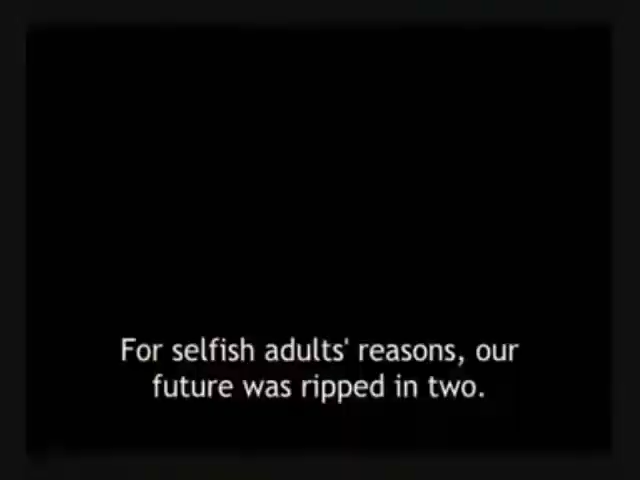 For selfish adults' reasons, our
future was ripped in two.